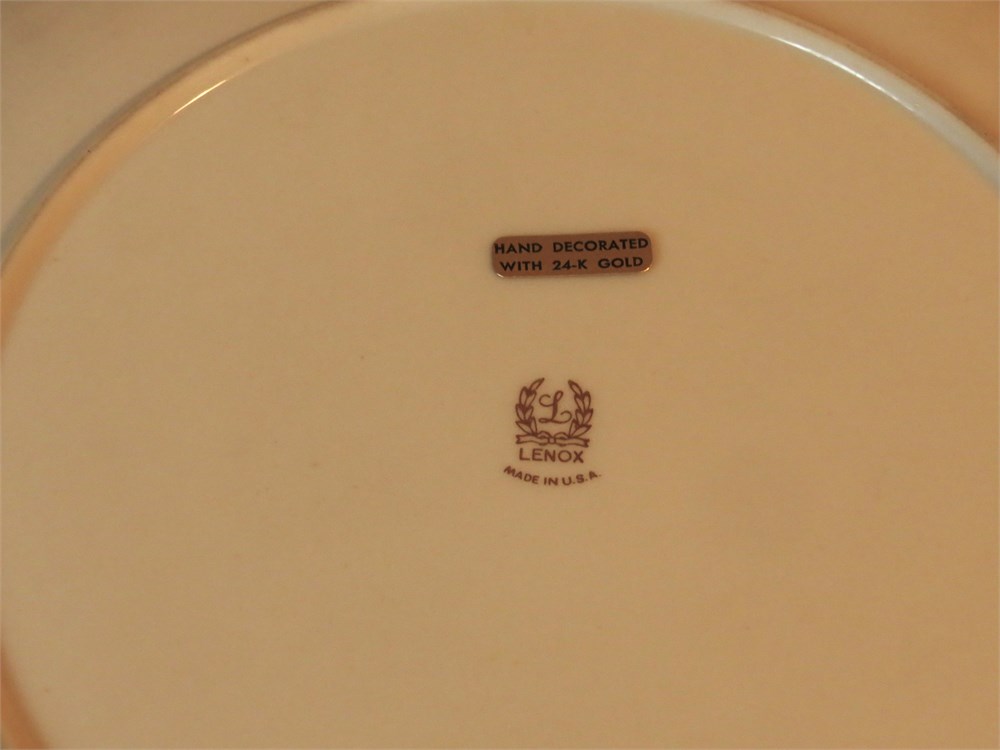 HAND DECORATED
WITH 24-K GOLD
L
LENOX
MADE IN U.S.A.